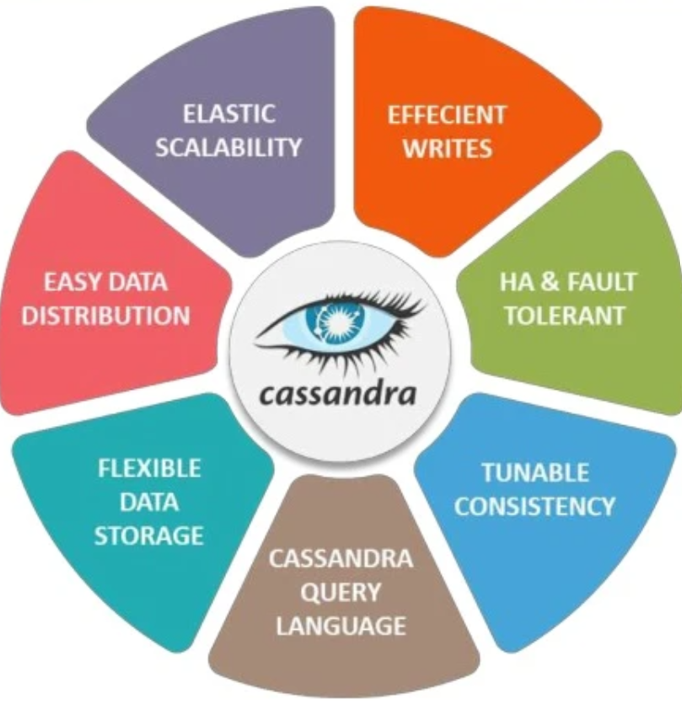 ELASTIC
SCALABILITY
EFFECIENT
WRITES
EASY DATA
DISTRIBUTION
HA & FAULT
TOLERANT
cassandra
FLEXIBLE
DATA
STORAGE
TUNABLE
CONSISTENCY
CASSANDRA
QUERY
LANGUAGE